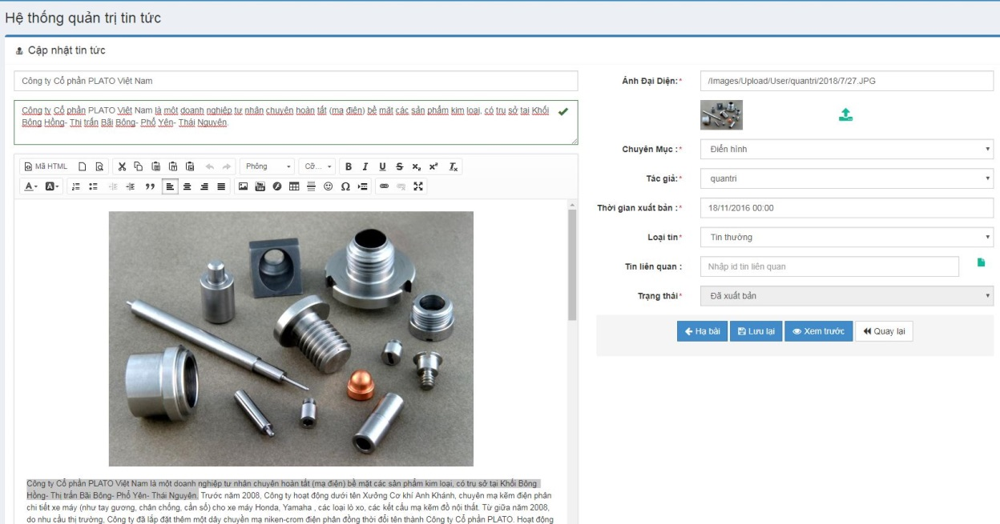 Hệ thống quản trị tin tức
Cập nhật tin tức
Công ty Cổ phần PLATO Việt Nam
Công ty Cổ phần PLATO Việt Nam là một doanh nghiệp tư nhân chuyên hoàn tất (mạ điện) bề mặt các sản phẩm kim loại, có trụ sở tại Khối
Bông Hồng- Thị trấn Bãi Bông- Phổ Yên- Thái Nguyên.
Mã HTML
Phông
Cỡ...
Công ty Cổ phần PLATO Việt Nam là một doanh nghiệp tư nhân chuyên hoàn tất (mạ điện) bề mặt các sản phẩm kim loại, có trụ sở tại Khối Bông
Hồng- Thị trấn Bãi Bông- Phổ Yên- Thái Nguyên. Trước năm 2008, Công ty hoạt động dưới tên Xưởng Cơ khí Anh Khánh, chuyên mạ kẽm điện phân
chi tiết xe máy (như tay gương, chân chống, cần số) cho xe máy Honda, Yamaha , các loại lò xo, các kết cấu mạ kẽm đồ nội thất. Từ giữa năm 2008,
do nhu cầu thị trường, Công ty đã lắp đặt thêm một dây chuyền mạ niken-crom điện phân đồng thời đổi tên thành Công ty Cổ phần PLATO. Hoạt động
Ảnh Đại Diện:* /Images/Upload/User/quantri/2018/7/27.JPG
Chuyên Mục :* Điển hình
Tác giả:* quantri
Thời gian xuất bản :* 18/11/2016 00:00
Loại tin* Tin thường
Tin liên quan : Nhập id tin liên quan
Trạng thái* Đã xuất bản
Hạ bài Lưu lại Xem trước Quay lại